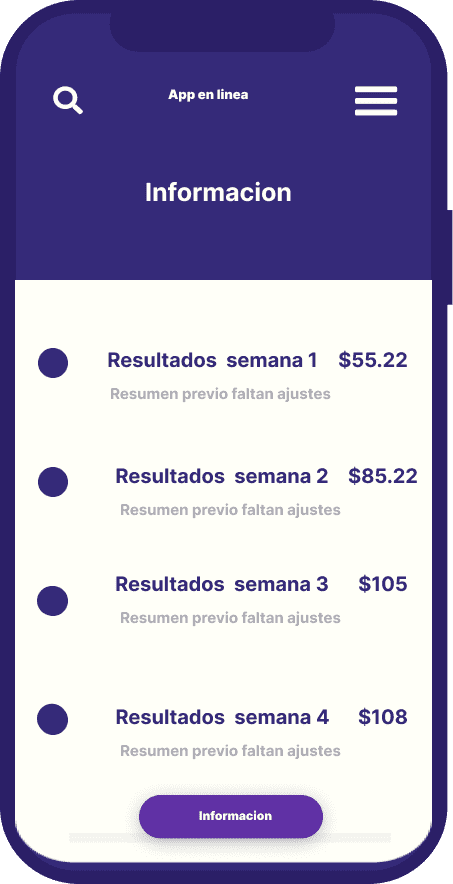 App en linea
Informacion
Resultados semana 1 $55.22
Resumen previo faltan ajustes
Resultados semana 2 $85.22
Resumen previo faltan ajustes
Resultados semana 3 $105
Resumen previo faltan ajustes
Resultados semana 4 $108
Resumen previo faltan ajustes
Informacion